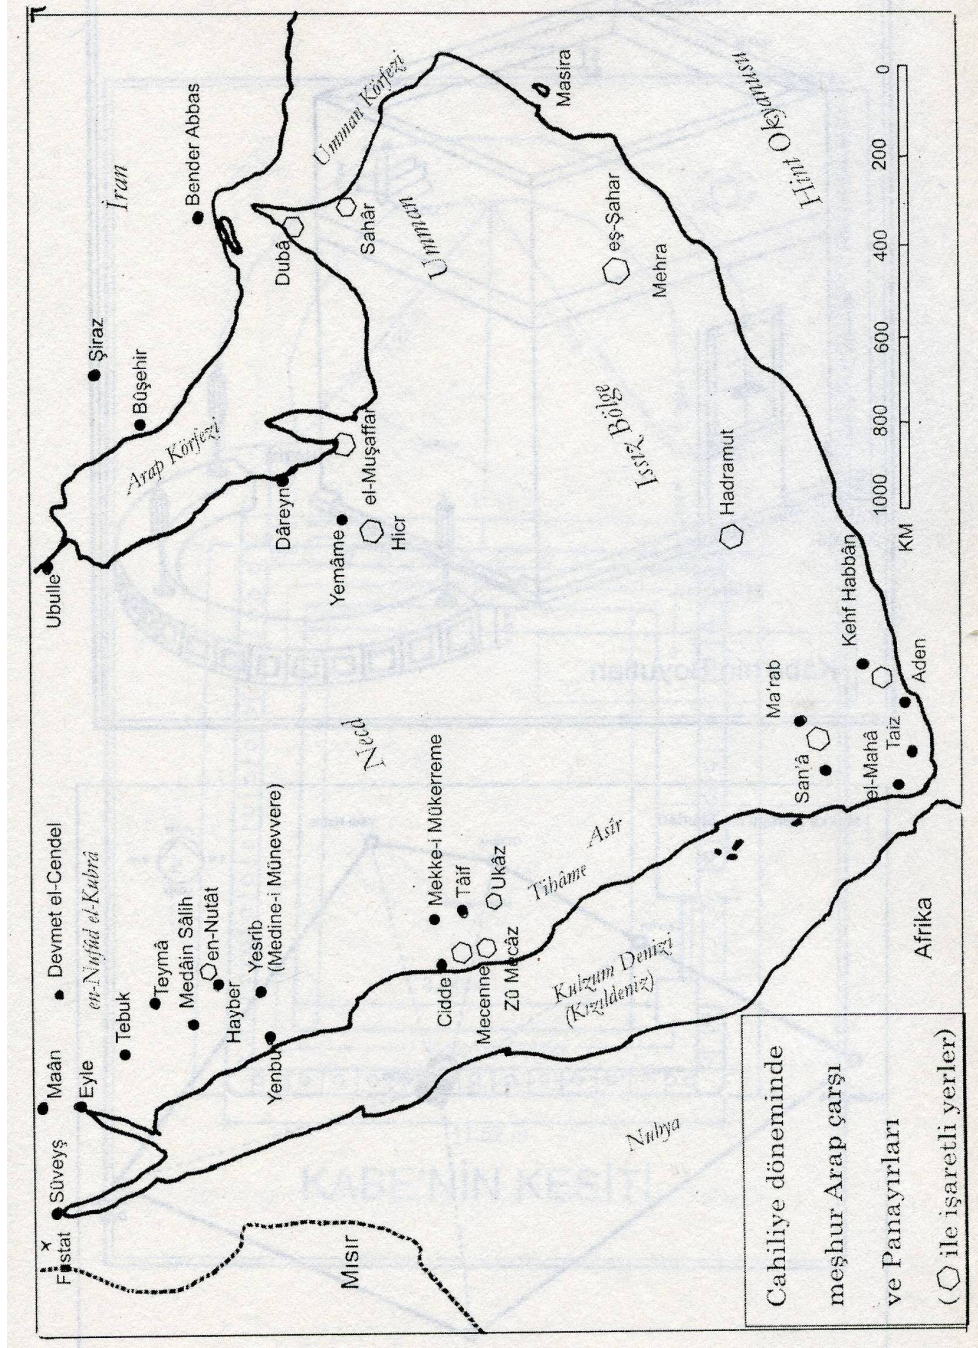 Fustat
Süveyş
Maân
Eyle
Devmet el-Cendel
en-Nufûd el-Kubrâ
Tebuk
Teymâ
Medâin Sâlih
en-Nutât
Hayber
Yesrib
(Medine-i Münevvere)
Yenbu
Mısır
Nubya
Necd
Mekke-i Mükerreme
Tâif
Ukâz
Cidde
Mecenne
Zû Mecâz
Tihâme
Asîr
Kulzum Denizi
(Kızıldeniz)
Afrika
Ubulle
Şiraz
Bûşehir
İran
Bender Abbas
Arap Körfezi
Umman Körfezi
Dâreyn
el-Muşaffar
Yemâme
Hicr
Dubâ
Sahâr
Umman
Masira
eş-Şahar
Mehra
Hint Okyanusu
Issız Bölge
Hadramut
Ma'rab
San'â
Kehf Habbân
el-Mahâ
Taiz
Aden
KM
1000 800 600 400 200 0
Cahiliye döneminde
meşhur Arap çarşı
ve Panayırları
( ile işaretli yerler)
KABE'NİN KESİTİ
Kabe'nin Boyutları